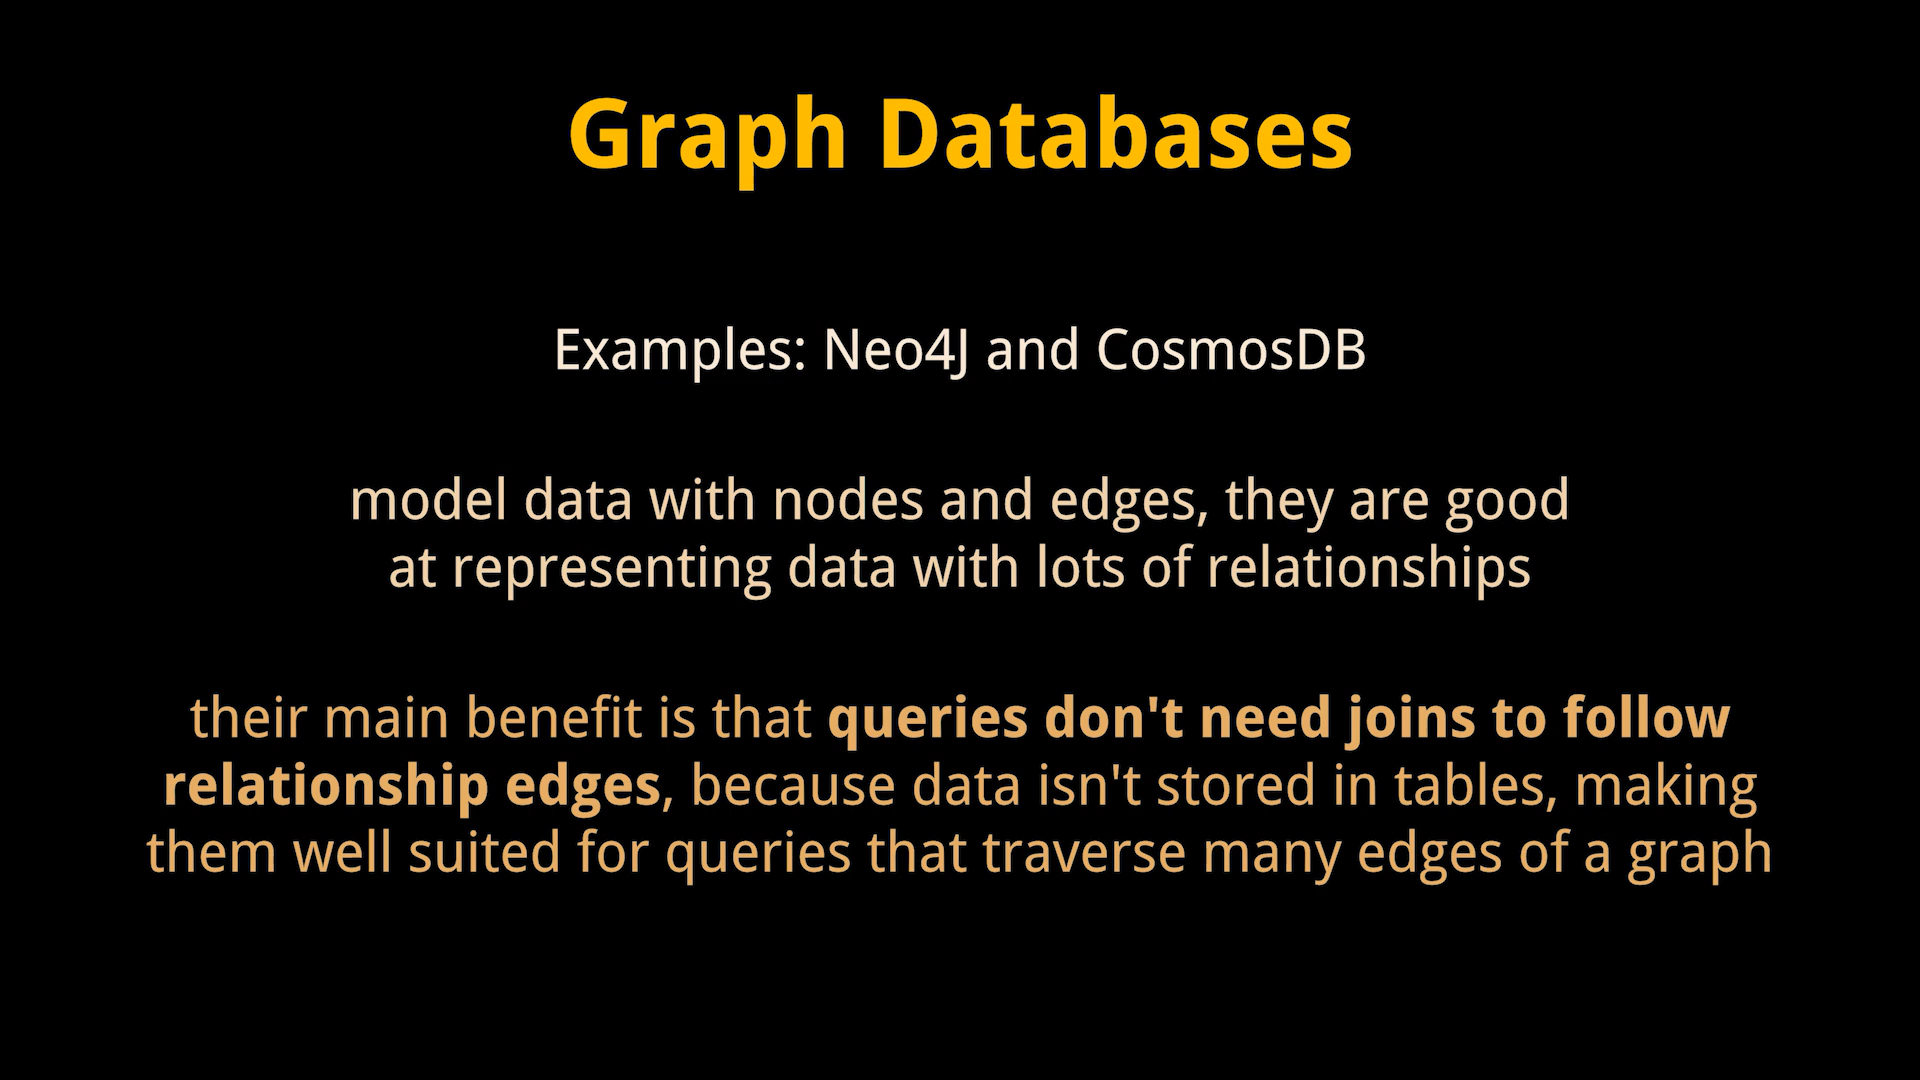 Graph Databases
Examples: Neo4J and CosmosDB
model data with nodes and edges, they are good
at representing data with lots of relationships
their main benefit is that queries don't need joins to follow
relationship edges, because data isn't stored in tables, making
them well suited for queries that traverse many edges of a graph